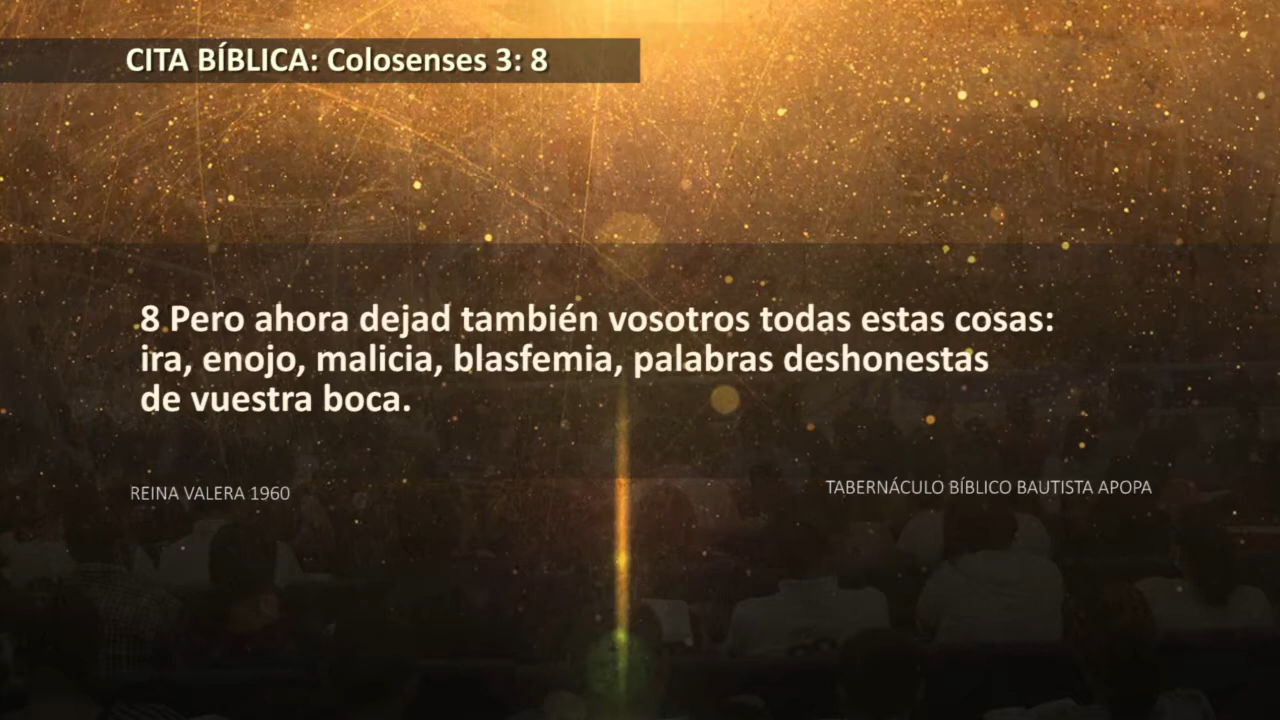 CITA BÍBLICA: Colosenses 3: 8
8 Pero ahora dejad también vosotros todas estas cosas:
ira, enojo, malicia, blasfemia, palabras deshonestas
de vuestra boca.
REINA VALERA 1960
TABERNÁCULO BÍBLICO BAUTISTA APOPA